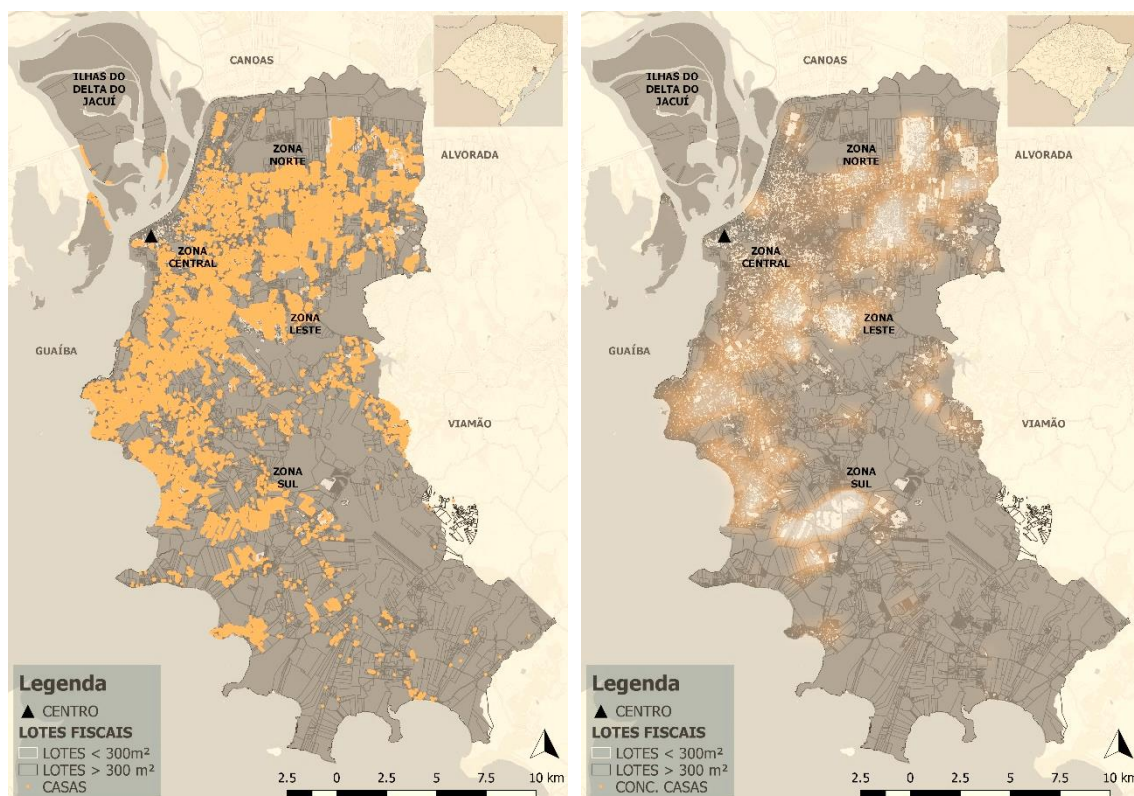 CANOAS
ILHAS DO
DELTA DO
JACUÍ
ZONA
NORTE
ALVORADA
ZONA
CENTRAL
ZONA
LESTE
GUAÍBA
VIAMÃO
ZONA
SUL
Legenda
CENTRO
LOTES FISCAIS
LOTES < 300m²
LOTES > 300 m²
CASAS
2.5 0 2.5 5 7.5 10 km
CANOAS
ILHAS DO
DELTA DO
JACUÍ
ZONA
NORTE
ALVORADA
ZONA
CENTRAL
ZONA
LESTE
GUAÍBA
VIAMÃO
ZONA
SUL
Legenda
CENTRO
LOTES FISCAIS
LOTES < 300m²
LOTES > 300 m²
CONC. CASAS
2.5 0 2.5 5 7.5 10 km